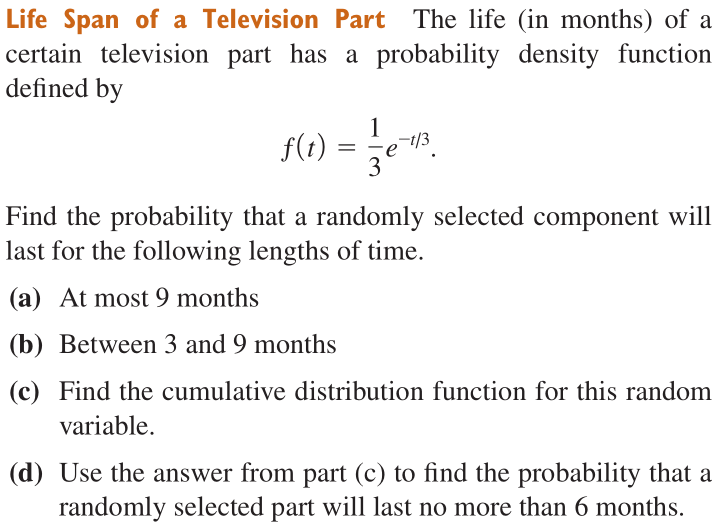 Life Span of a Television Part The life (in months) of a
certain television part has a probability density function
defined by
f(t) = 1/3 e^{-t/3}.
Find the probability that a randomly selected component will
last for the following lengths of time.
(a) At most 9 months
(b) Between 3 and 9 months
(c) Find the cumulative distribution function for this random
variable.
(d) Use the answer from part (c) to find the probability that a
randomly selected part will last no more than 6 months.